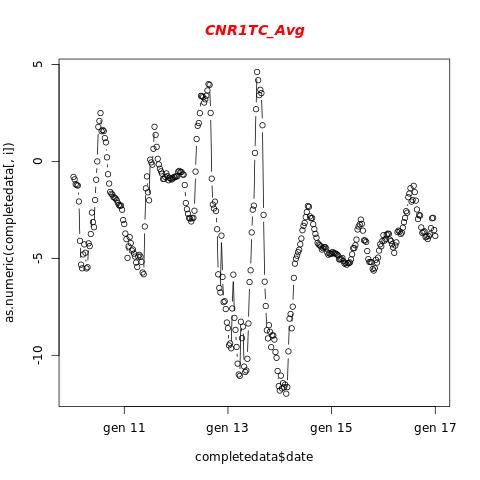 CNR1TC_Avg
as.numeric(completedata[, i])
5
0
-5
-10
gen 11
gen 13
gen 15
gen 17
completedata$date